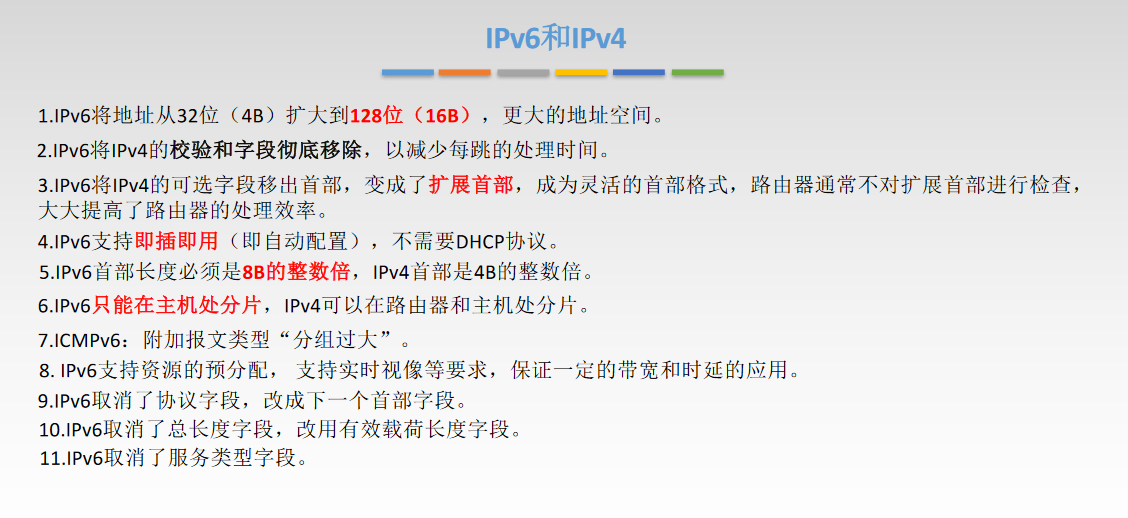 IPv6和IPv4
1.IPv6将地址从32位（4B）扩大到128位（16B），更大的地址空间。
2.IPv6将IPv4的校验和字段彻底移除，以减少每跳的处理时间。
3.IPv6将IPv4的可选字段移出首部，变成了扩展首部，成为灵活的首部格式，路由器通常不对扩展首部进行检查，
大大提高了路由器的处理效率。
4.IPv6支持即插即用（即自动配置），不需要DHCP协议。
5.IPv6首部长度必须是8B的整数倍，IPv4首部是4B的整数倍。
6.IPv6只能在主机处分片，IPv4可以在路由器和主机处分片。
7.ICMPv6：附加报文类型“分组过大”。
8. IPv6支持资源的预分配， 支持实时视像等要求，保证一定的带宽和时延的应用。
9.IPv6取消了协议字段，改成下一个首部字段。
10.IPv6取消了总长度字段，改用有效载荷长度字段。
11.IPv6取消了服务类型字段。